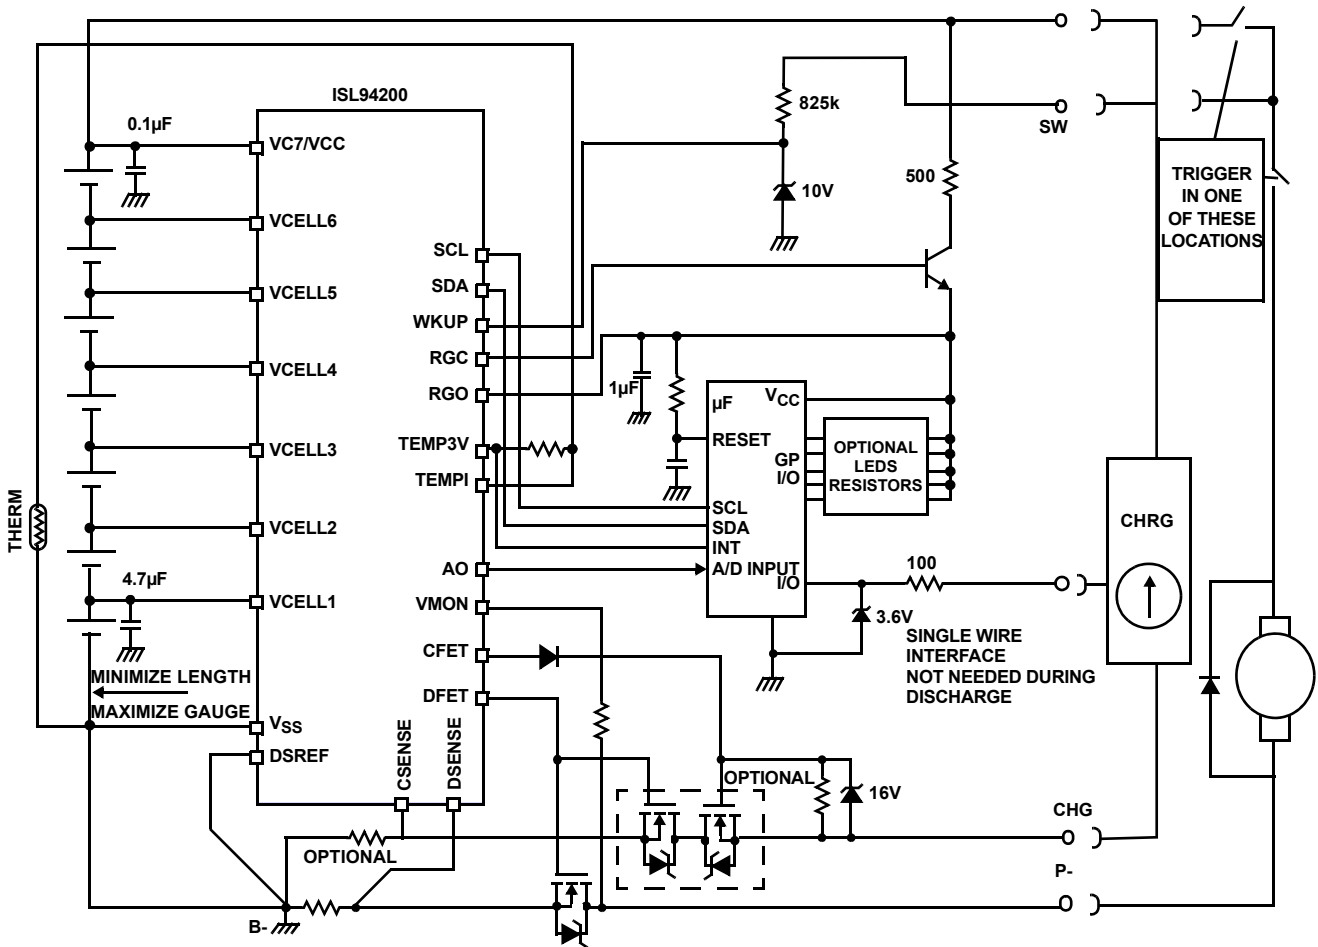 ISL94200
0.1µF
VC7/VCC
VCELL6
VCELL5
VCELL4
VCELL3
VCELL2
4.7µF
VCELL1
THERM
MINIMIZE LENGTH
MAXIMIZE GAUGE
VSS
DSREF
SCL
SDA
WKUP
RGC
RGO
TEMP3V
TEMPI
AO
VMON
CFET
DFET
CSENSE
DSENSE
825k
10V
500
SW
TRIGGER
IN ONE
OF THESE
LOCATIONS
1µF
µF
VCC
RESET
GP
I/O
SCL
SDA
INT
A/D INPUT
I/O
OPTIONAL
LEDS
RESISTORS
100
3.6V
SINGLE WIRE
INTERFACE
NOT NEEDED DURING
DISCHARGE
CHRG
OPTIONAL
16V
OPTIONAL
CHG
P-
B-